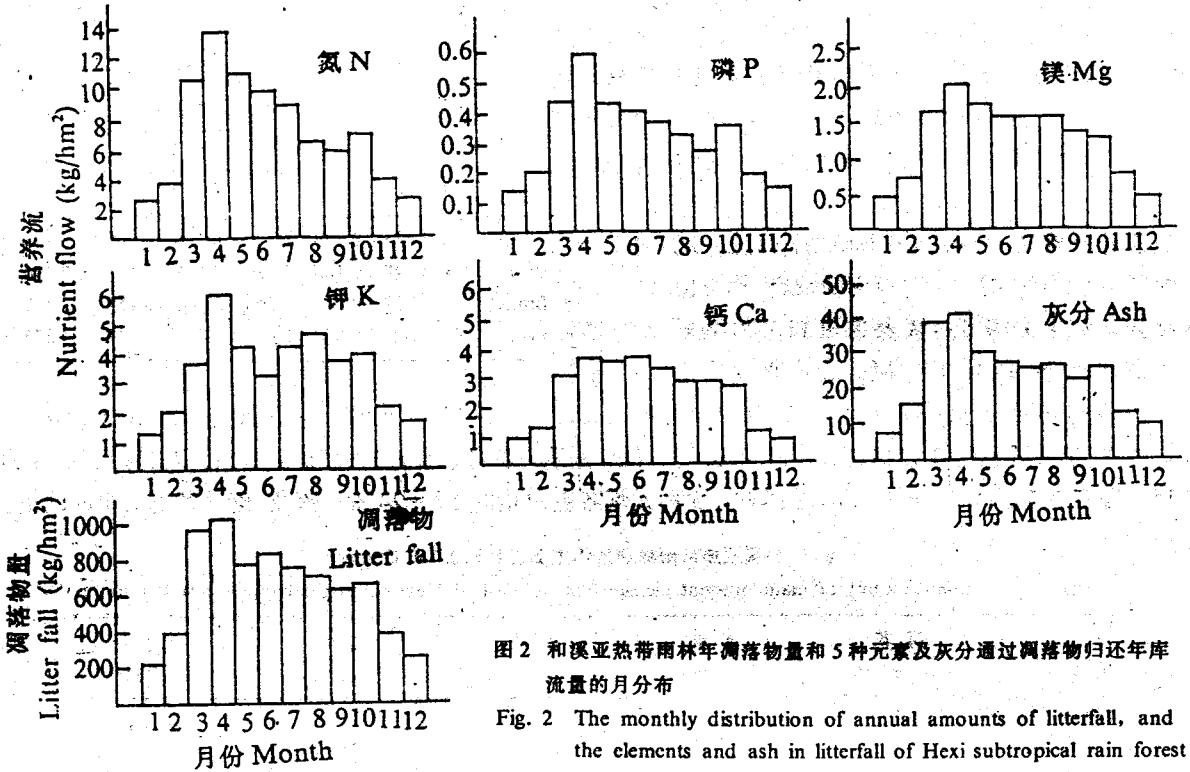 营养流
Nutrient flow (kg/hm²)
氮 N
14
12
10
8
6
4
2
1 2 3 4 5 6 7 8 9 10 11 12
磷 P
0.6
0.5
0.4
0.3
0.2
0.1
1 2 3 4 5 6 7 8 9 10 11 12
镁 Mg
2.5
2.0
1.5
1.0
0.5
1 2 3 4 5 6 7 8 9 10 11 12
钾 K
6
5
4
3
2
1
1 2 3 4 5 6 7 8 9 10 11 12
钙 Ca
6
5
4
3
2
1
1 2 3 4 5 6 7 8 9 10 11 12
月份 Month
灰分 Ash
50
40
30
20
10
1 2 3 4 5 6 7 8 9 10 11 12
月份 Month
凋落物量
Litter fall (kg/hm²)
凋落物
Litter fall
1000
800
600
400
200
1 2 3 4 5 6 7 8 9 10 11 12
月份 Month
图 2 和溪亚热带雨林年凋落物量和 5 种元素及灰分通过凋落物归还年库
流量的月分布
Fig. 2 The monthly distribution of annual amounts of litterfall, and
the elements and ash in litterfall of Hexi subtropical rain forest